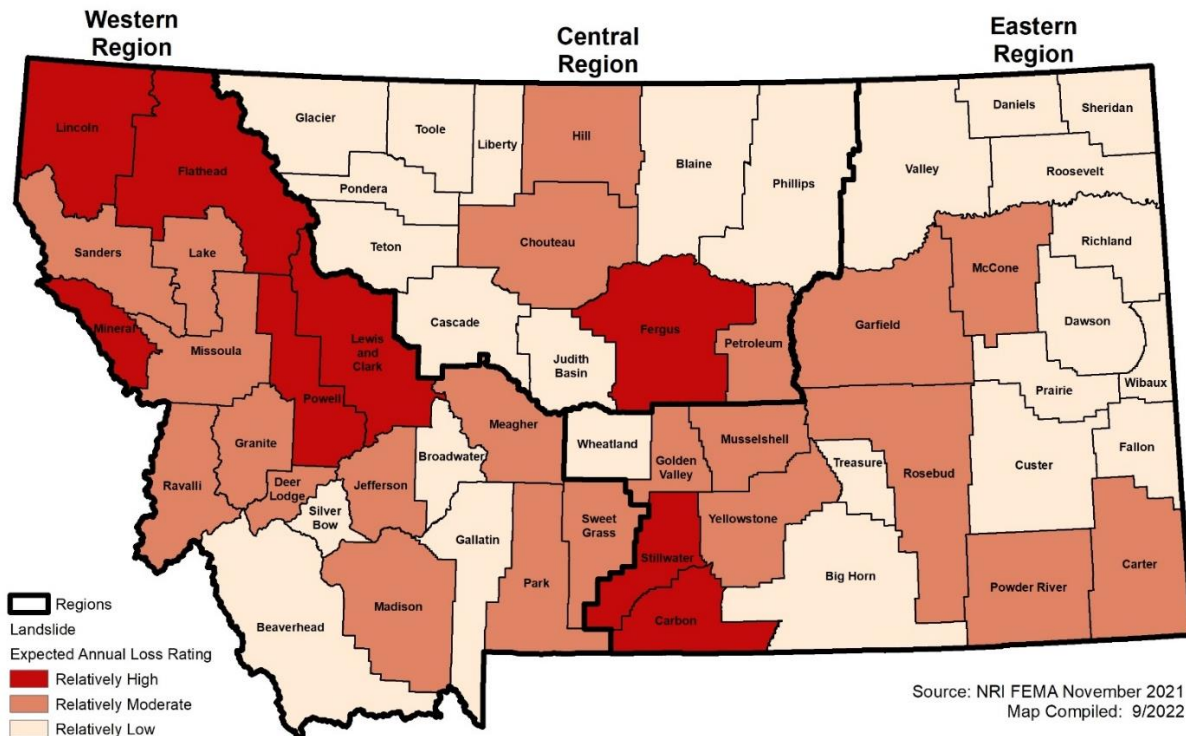 Western
Region
Central
Region
Eastern
Region
Lincoln
Flathead
Glacier
Toole
Liberty
Hill
Blaine
Phillips
Valley
Daniels
Sheridan
Roosevelt
Pondera
Teton
Chouteau
Richland
McCone
Sanders
Lake
Cascade
Judith
Basin
Fergus
Petroleum
Garfield
Dawson
Mineral
Missoula
Lewis
and
Clark
Powell
Prairie
Wibaux
Granite
Ravalli
Deer
Lodge
Silver
Bow
Jefferson
Broadwater
Meagher
Wheatland
Golden
Valley
Musselshell
Treasure
Rosebud
Custer
Fallon
Gallatin
Sweet
Grass
Stillwater
Yellowstone
Beaverhead
Madison
Park
Carbon
Big Horn
Powder River
Carter
Regions
Landslide
Expected Annual Loss Rating
Relatively High
Relatively Moderate
Relatively Low
Source: NRI FEMA November 2021
Map Compiled: 9/2022